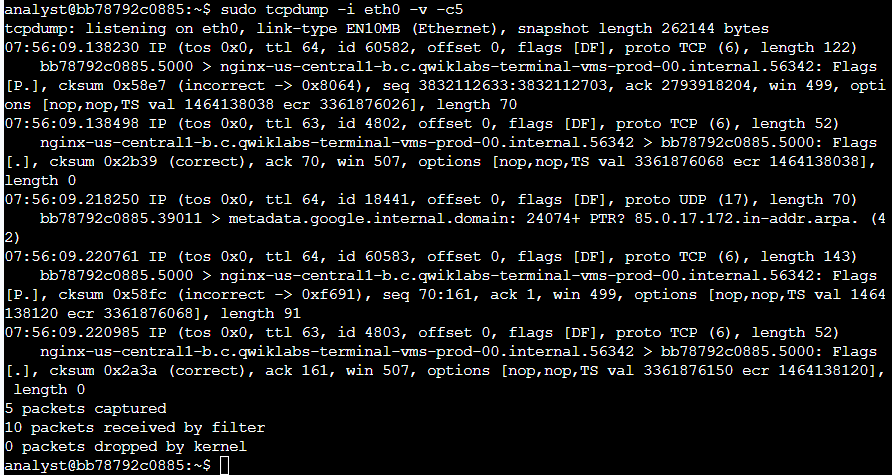 analyst@bb78792c0885:~$ sudo tcpdump -i eth0 -v -c5
tcpdump: listening on eth0, link-type EN10MB (Ethernet), snapshot length 262144 bytes
07:56:09.138230 IP (tos 0x0, ttl 64, id 60582, offset 0, flags [DF], proto TCP (6), length 122)
    bb78792c0885.5000 > nginx-us-central1-b.c.qwiklabs-terminal-vms-prod-00.internal.56342: Flags
[P.], cksum 0x58e7 (incorrect -> 0x8064), seq 3832112633:3832112703, ack 2793918204, win 499, opti
ons [nop,nop,TS val 1464138038 ecr 3361876026], length 70
07:56:09.138498 IP (tos 0x0, ttl 63, id 4802, offset 0, flags [DF], proto TCP (6), length 52)
    nginx-us-central1-b.c.qwiklabs-terminal-vms-prod-00.internal.56342 > bb78792c0885.5000: Flags
[.], cksum 0x2b39 (correct), ack 70, win 507, options [nop,nop,TS val 3361876068 ecr 1464138038],
length 0
07:56:09.218250 IP (tos 0x0, ttl 64, id 18441, offset 0, flags [DF], proto UDP (17), length 70)
    bb78792c0885.39011 > metadata.google.internal.domain: 24074+ PTR? 85.0.17.172.in-addr.arpa. (4
2)
07:56:09.220761 IP (tos 0x0, ttl 64, id 60583, offset 0, flags [DF], proto TCP (6), length 143)
    bb78792c0885.5000 > nginx-us-central1-b.c.qwiklabs-terminal-vms-prod-00.internal.56342: Flags
[P.], cksum 0x58fc (incorrect -> 0xf691), seq 70:161, ack 1, win 499, options [nop,nop,TS val 1464
138120 ecr 3361876068], length 91
07:56:09.220985 IP (tos 0x0, ttl 63, id 4803, offset 0, flags [DF], proto TCP (6), length 52)
    nginx-us-central1-b.c.qwiklabs-terminal-vms-prod-00.internal.56342 > bb78792c0885.5000: Flags
[.], cksum 0x2a3a (correct), ack 161, win 507, options [nop,nop,TS val 3361876150 ecr 1464138120],
 length 0
5 packets captured
10 packets received by filter
0 packets dropped by kernel
analyst@bb78792c0885:~$